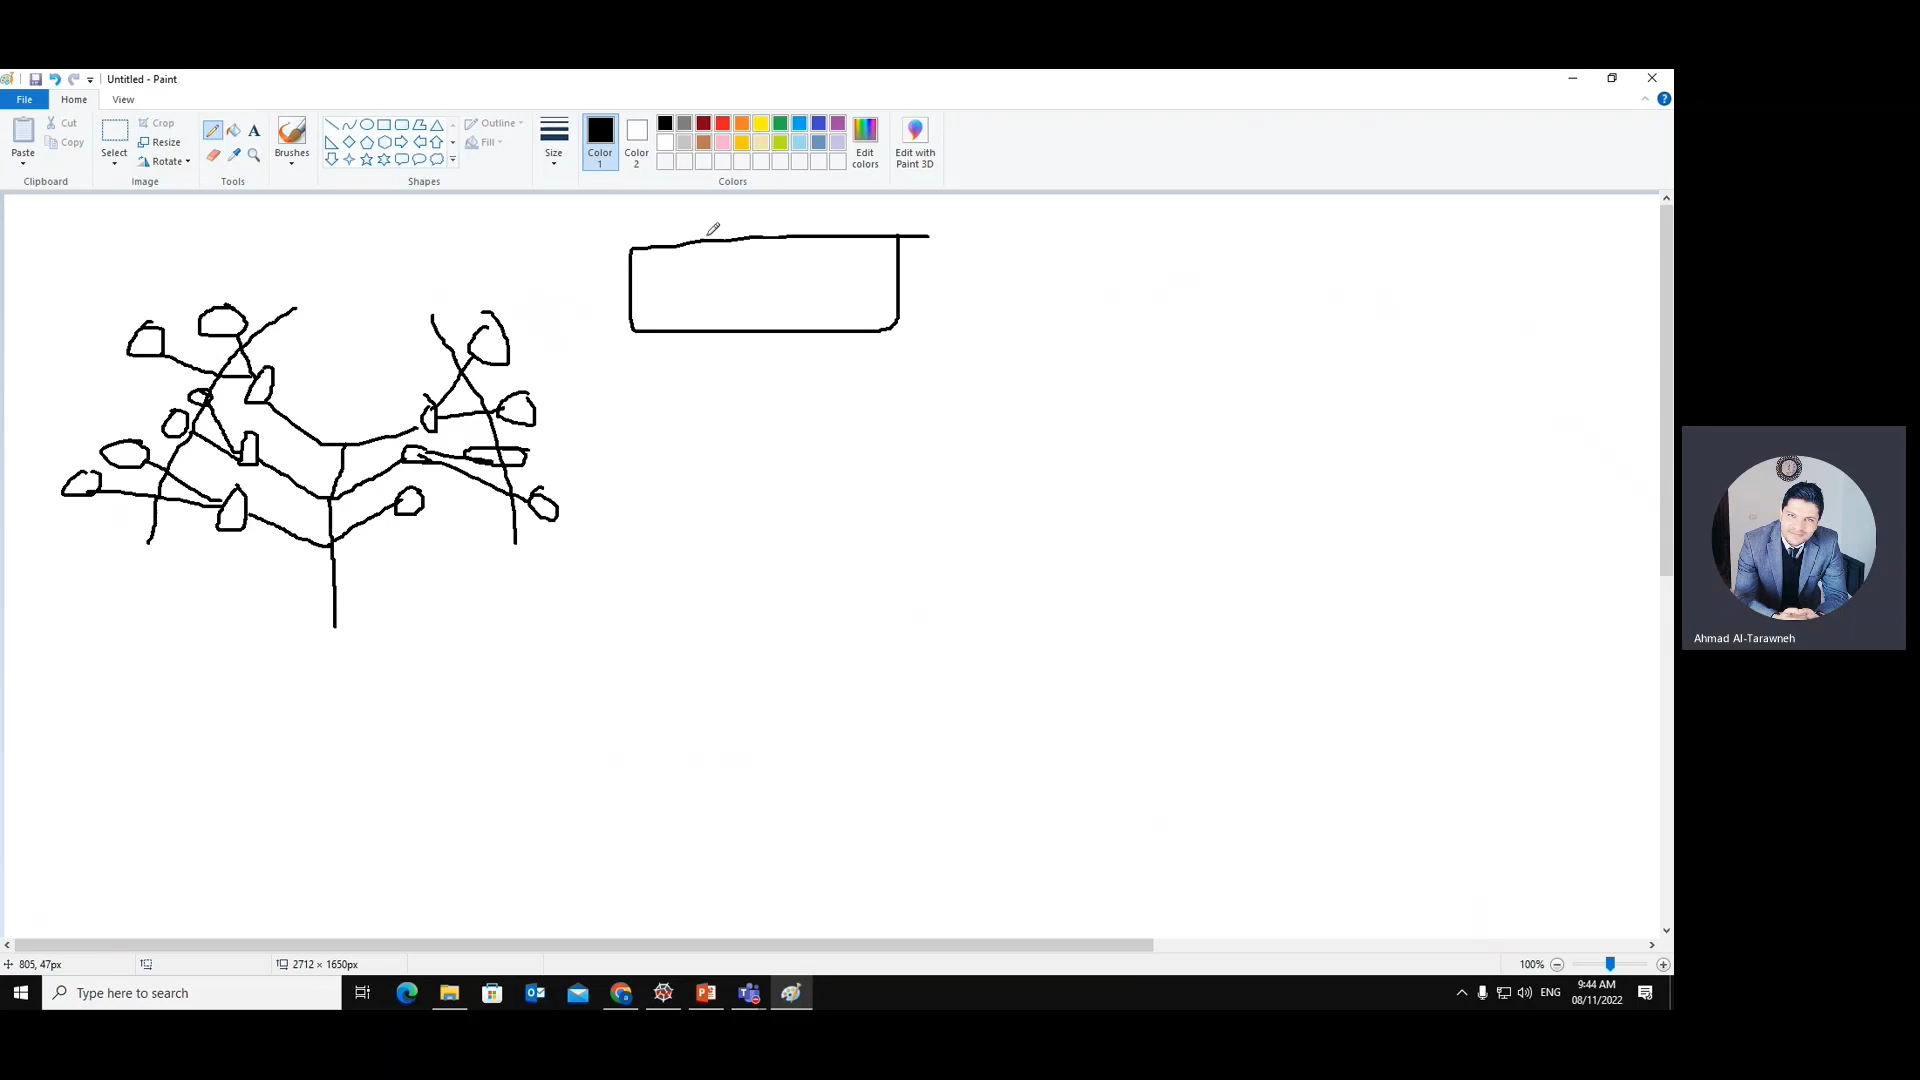 Untitled - Paint
File Home View
Paste
Cut
Copy
Clipboard
Select
Crop
Resize
Rotate
Image
A
Tools
Brushes
Shapes
Outline
Fill
Size
Color 1
Color 2
Colors
Edit colors
Edit with Paint 3D
Ahmad Al-Tarawneh
805, 47px
2712 × 1650px
100%
Type here to search
ENG
9:44 AM
08/11/2022